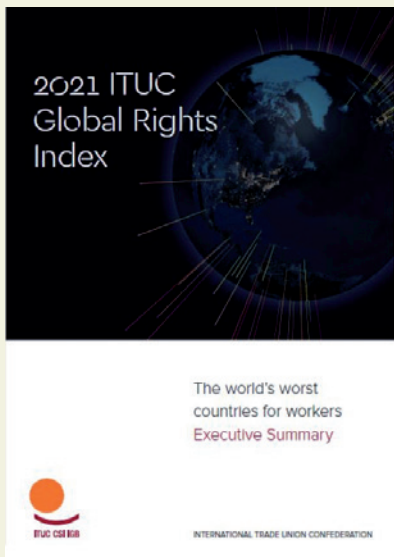 2021 ITUC
Global Rights
Index
The world's worst
countries for workers
Executive Summary
ITUC CSI IGB
INTERNATIONAL TRADE UNION CONFEDERATION